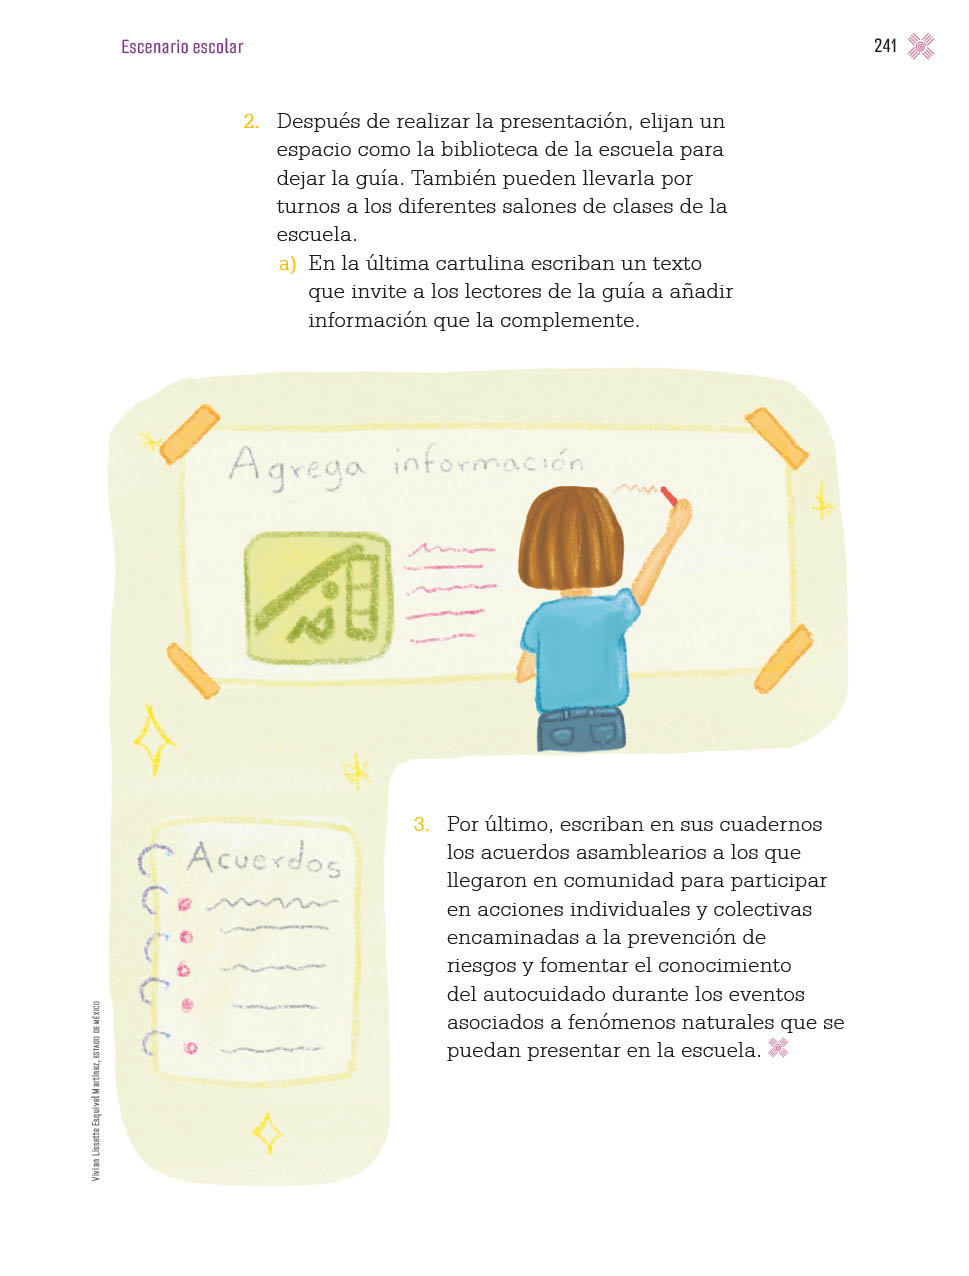 Escenario escolar
241
2. Después de realizar la presentación, elijan un
espacio como la biblioteca de la escuela para
dejar la guía. También pueden llevarla por
turnos a los diferentes salones de clases de la
escuela.
a) En la última cartulina escriban un texto
que invite a los lectores de la guía a añadir
información que la complemente.
Agrega información
Acuerdos
3. Por último, escriban en sus cuadernos
los acuerdos asamblearios a los que
llegaron en comunidad para participar
en acciones individuales y colectivas
encaminadas a la prevención de
riesgos y fomentar el conocimiento
del autocuidado durante los eventos
asociados a fenómenos naturales que se
puedan presentar en la escuela.
Vivian Lissette Esquivel Martínez, ESTADO DE MÉXICO